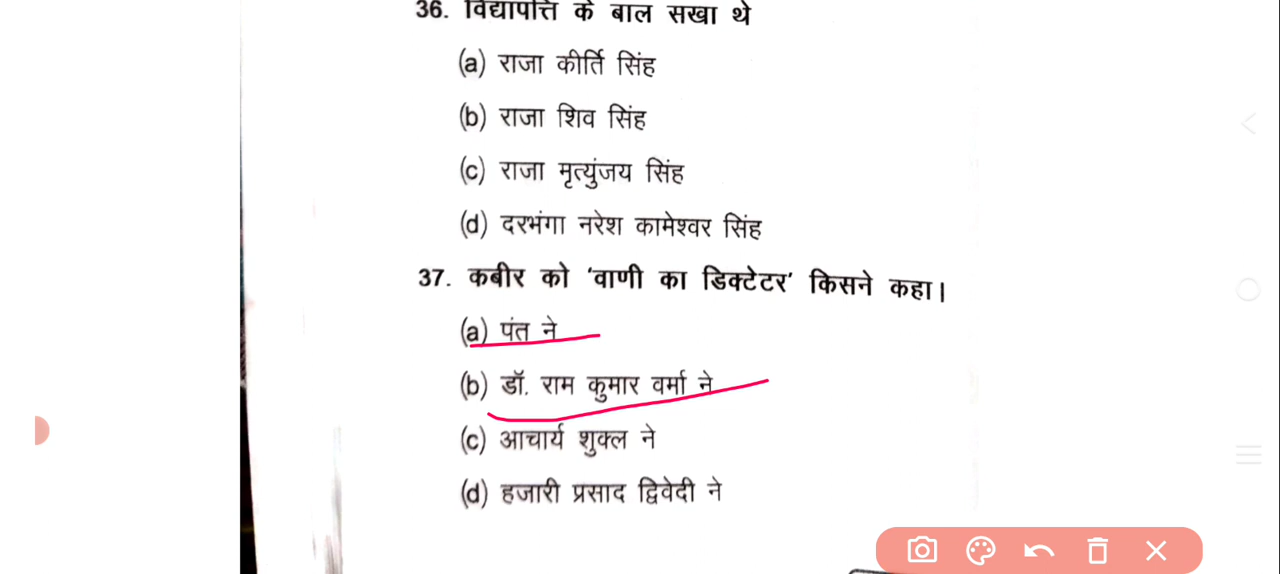 36. विद्यापत्ति के बाल सखा थे
(a) राजा कीर्ति सिंह
(b) राजा शिव सिंह
(c) राजा मृत्युंजय सिंह
(d) दरभंगा नरेश कामेश्वर सिंह
37. कबीर को 'वाणी का डिक्टेटर' किसने कहा।
(a) पंत ने
(b) डॉ. राम कुमार वर्मा ने
(c) आचार्य शुक्ल ने
(d) हजारी प्रसाद द्विवेदी ने